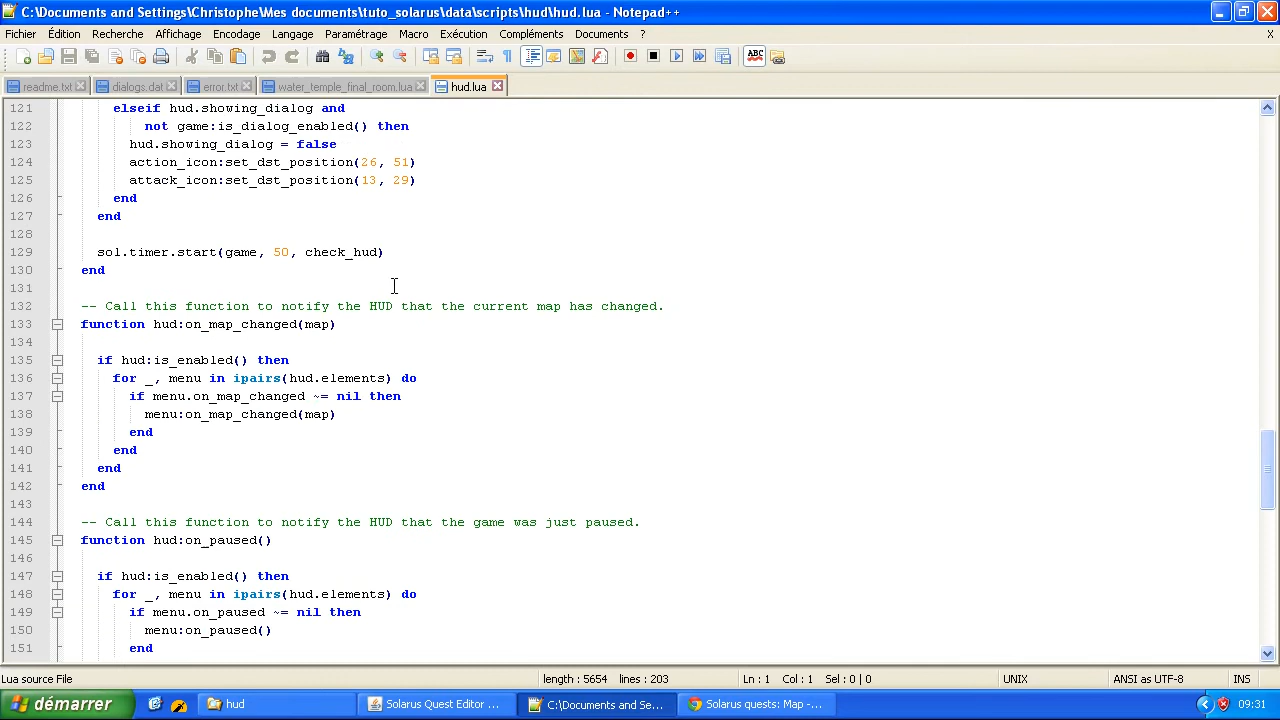 C:\Documents and Settings\Christophe\Mes documents\tuto_solarus\data\scripts\hud\hud.lua - Notepad++
Fichier Édition Recherche Affichage Encodage Langage Paramétrage Macro Exécution Compléments Documents ? X
ABC
readme.txt dialogs.dat error.txt water_temple_final_room.lua hud.lua
121 elseif hud.showing_dialog and
122 not game:is_dialog_enabled() then
123 hud.showing_dialog = false
124 action_icon:set_dst_position(26, 51)
125 attack_icon:set_dst_position(13, 29)
126 end
127 end
128
129 sol.timer.start(game, 50, check_hud)
130 end
131
132 -- Call this function to notify the HUD that the current map has changed.
133 function hud:on_map_changed(map)
134
135 if hud:is_enabled() then
136 for _, menu in ipairs(hud.elements) do
137 if menu.on_map_changed ~= nil then
138 menu:on_map_changed(map)
139 end
140 end
141 end
142 end
143
144 -- Call this function to notify the HUD that the game was just paused.
145 function hud:on_paused()
146
147 if hud:is_enabled() then
148 for _, menu in ipairs(hud.elements) do
149 if menu.on_paused ~= nil then
150 menu:on_paused()
151 end
Lua source File length : 5654 lines : 203 Ln : 1 Col : 1 Sel : 0 | 0 UNIX ANSI as UTF-8 INS
démarrer hud Solarus Quest Editor ... C:\Documents and Se... Solarus quests: Map -... 09:31